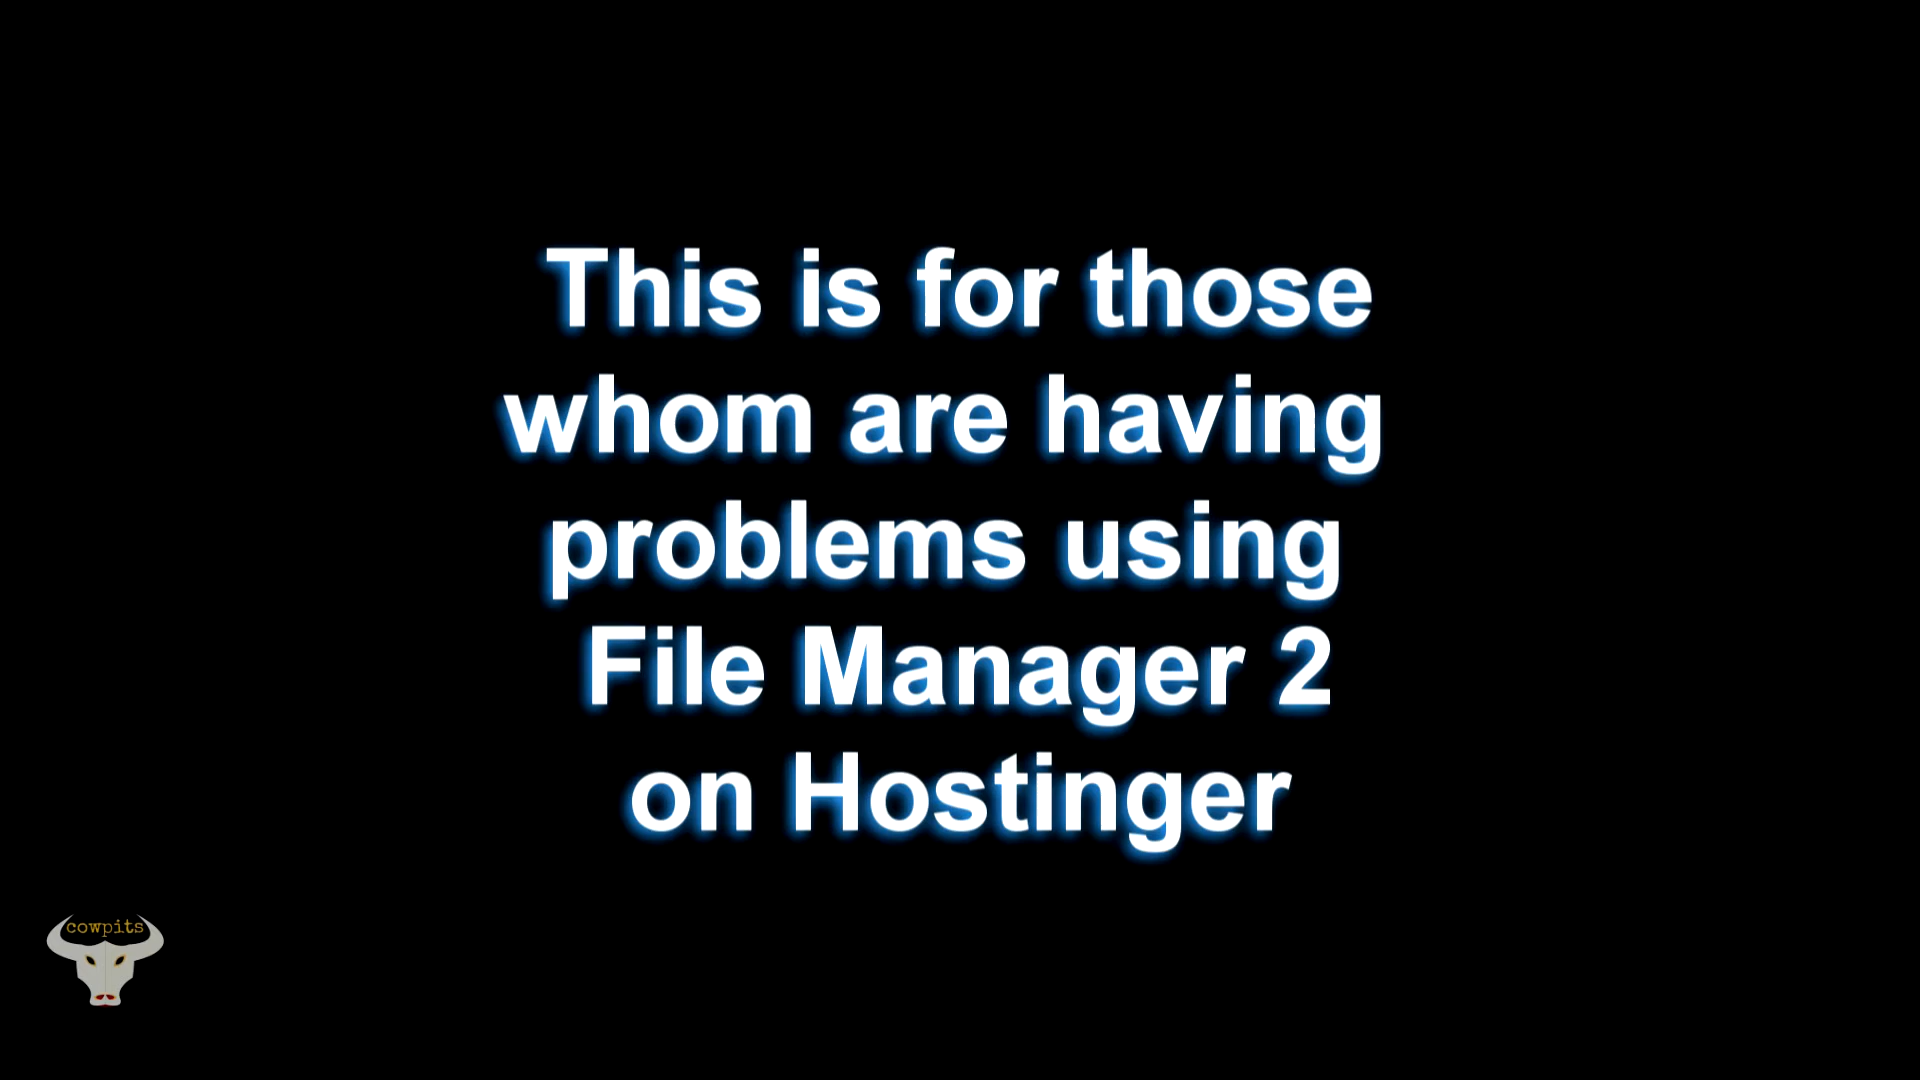 This is for those
whom are having
problems using
File Manager 2
on Hostinger
cowpits